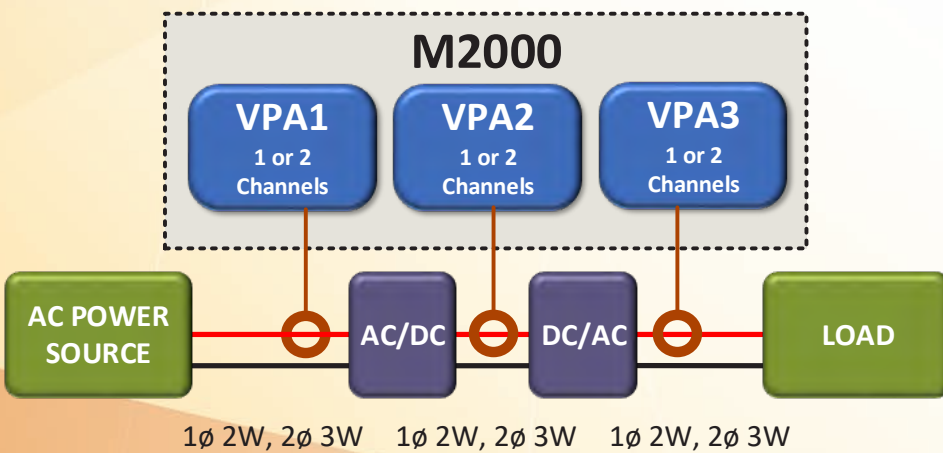 M2000
VPA1
1 or 2
Channels
VPA2
1 or 2
Channels
VPA3
1 or 2
Channels
AC POWER
SOURCE
AC/DC
DC/AC
LOAD
1ø 2W, 2ø 3W
1ø 2W, 2ø 3W
1ø 2W, 2ø 3W